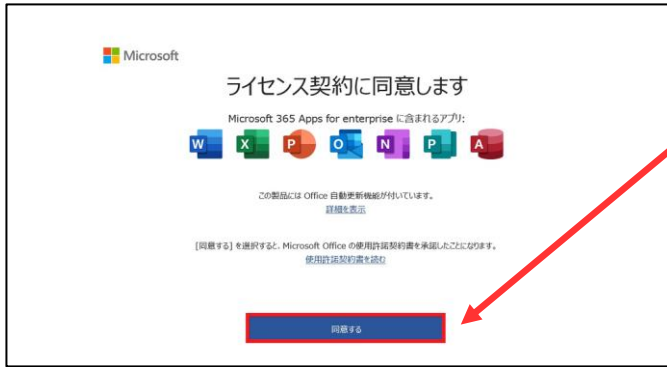 Microsoft
ライセンス契約に同意します
Microsoft 365 Apps for enterprise に含まれるアプリ:
W X P O N P A
この製品には Office 自動更新機能が付いています。
詳細を表示
[同意する] を選択すると、Microsoft Office の使用許諾契約書を承諾したことになります。
使用許諾契約書を読む
同意する